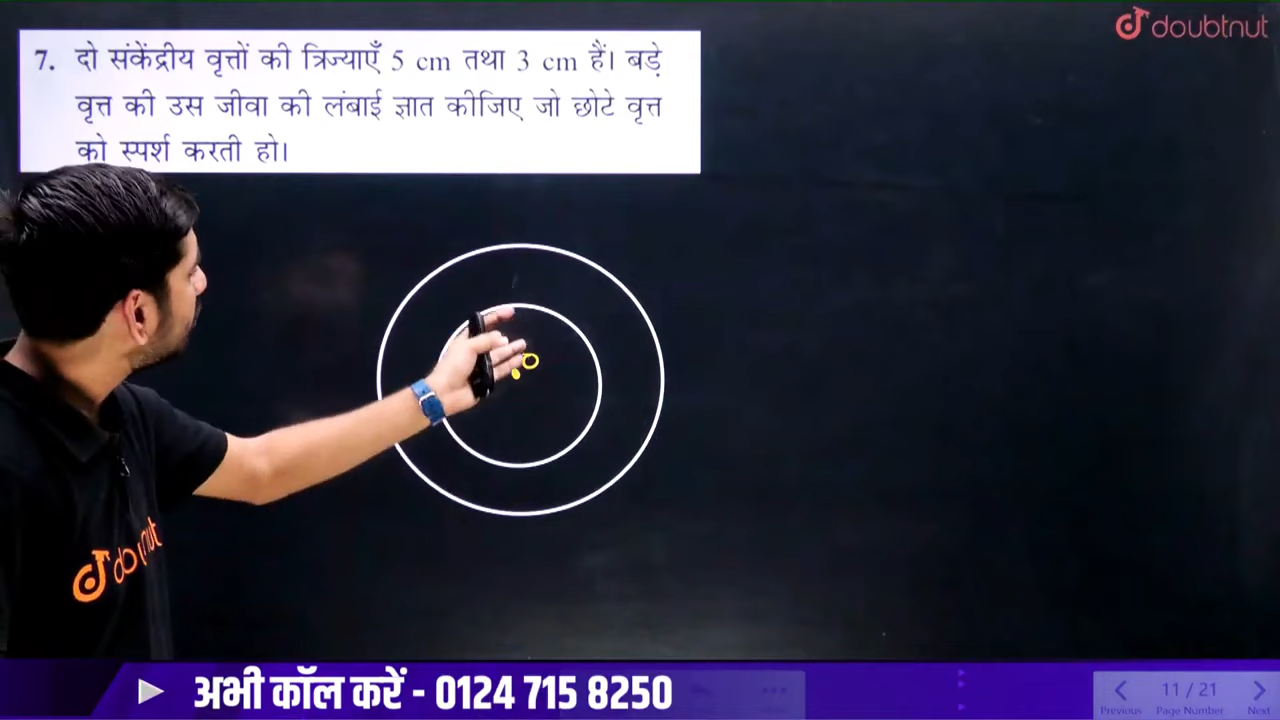 doubtnut
7. दो संकेंद्रीय वृत्तों की त्रिज्याएँ 5 cm तथा 3 cm हैं। बड़े
वृत्त की उस जीवा की लंबाई ज्ञात कीजिए जो छोटे वृत्त
को स्पर्श करती हो।
O
doubtnut
अभी कॉल करें - 0124 715 8250
11 / 21
Previous Page Number Next